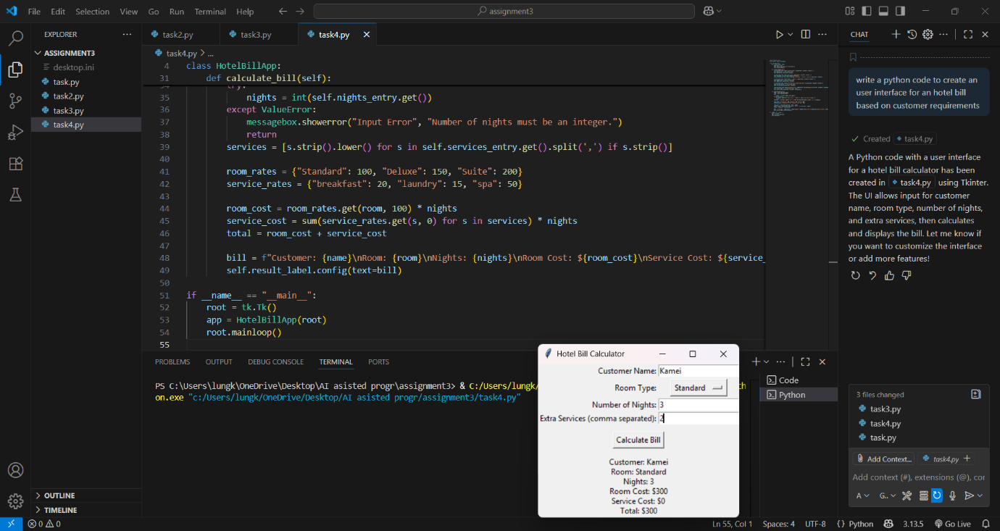 File Edit Selection View Go Run Terminal Help
assignment3
EXPLORER
ASSIGNMENT3
desktop.ini
task.py
task2.py
task3.py
task4.py
OUTLINE
TIMELINE
task2.py task3.py task4.py
task4.py > ...
4 class HotelBillApp:
31 def calculate_bill(self):
34 try:
35 nights = int(self.nights_entry.get())
36 except ValueError:
37 messagebox.showerror("Input Error", "Number of nights must be an integer.")
38 return
39 services = [s.strip().lower() for s in self.services_entry.get().split(',') if s.strip()]
40
41 room_rates = {"Standard": 100, "Deluxe": 150, "Suite": 200}
42 service_rates = {"breakfast": 20, "laundry": 15, "spa": 50}
43
44 room_cost = room_rates.get(room, 100) * nights
45 service_cost = sum(service_rates.get(s, 0) for s in services) * nights
46 total = room_cost + service_cost
47
48 bill = f"Customer: {name}\nRoom: {room}\nNights: {nights}\nRoom Cost: ${room_cost}\nService Cost: ${service_
49 self.result_label.config(text=bill)
50
51 if __name__ == "__main__":
52 root = tk.Tk()
53 app = HotelBillApp(root)
54 root.mainloop()
55
PROBLEMS OUTPUT DEBUG CONSOLE TERMINAL PORTS
PS C:\Users\lungk\OneDrive\Desktop\AI asisted progr\assignment3> & C:/Users/lungk/
on.exe "c:/Users/lungk/OneDrive/Desktop/AI asisted progr/assignment3/task4.py"
ch
Code
Python
Hotel Bill Calculator
Customer Name: Kamei
Room Type: Standard
Number of Nights: 3
Extra Services (comma separated): 2
Calculate Bill
Customer: Kamei
Room: Standard
Nights: 3
Room Cost: $300
Service Cost: $0
Total: $300
CHAT
write a python code to create an
user interface for an hotel bill
based on customer requirements
Created task4.py
A Python code with a user interface
for a hotel bill calculator has been
created in task4.py using Tkinter.
The UI allows input for customer
name, room type, number of nights,
and extra services, then calculates
and displays the bill. Let me know if
you want to customize the interface
or add more features!
3 files changed
task3.py
task4.py
task.py
Add Context... task4.py
Add context (#), extensions (@), cor
A G..
0 0 Ln 55, Col 1 Spaces: 4 UTF-8 {} Python 3.13.5 Go Live